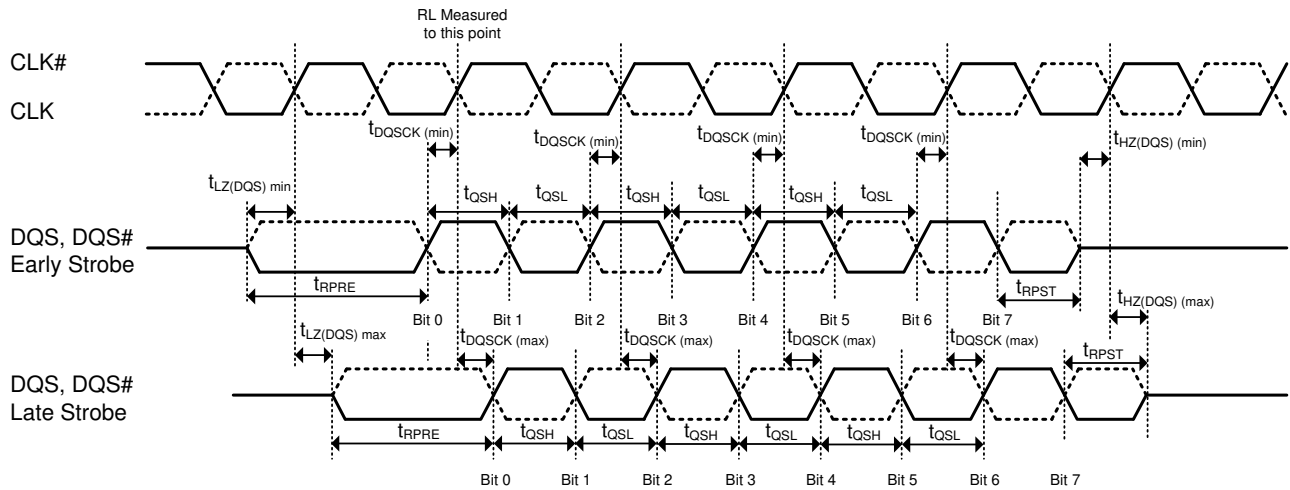 RL Measured
to this point
CLK#
CLK
tDQSCK (min)
tDQSCK (min)
tDQSCK (min)
tDQSCK (min)
tHZ(DQS) (min)
tLZ(DQS) min
tQSH
tQSL
tQSH
tQSL
tQSH
tQSL
DQS, DQS#
Early Strobe
tRPRE
tRPST
Bit 0
Bit 1
Bit 2
Bit 3
Bit 4
Bit 5
Bit 6
Bit 7
tHZ(DQS) (max)
tLZ(DQS) max
tDQSCK (max)
tDQSCK (max)
tDQSCK (max)
tDQSCK (max)
tRPST
DQS, DQS#
Late Strobe
tRPRE
tQSH
tQSL
tQSH
tQSL
tQSH
tQSL
Bit 0
Bit 1
Bit 2
Bit 3
Bit 4
Bit 5
Bit 6
Bit 7